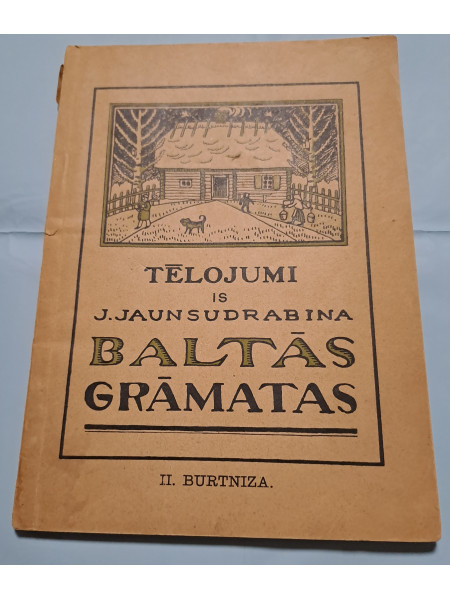 TĒLOJUMI
IS
J. JAUNSUDRABINA
BALTĀS
GRĀMATAS
II. BURTNIZA.